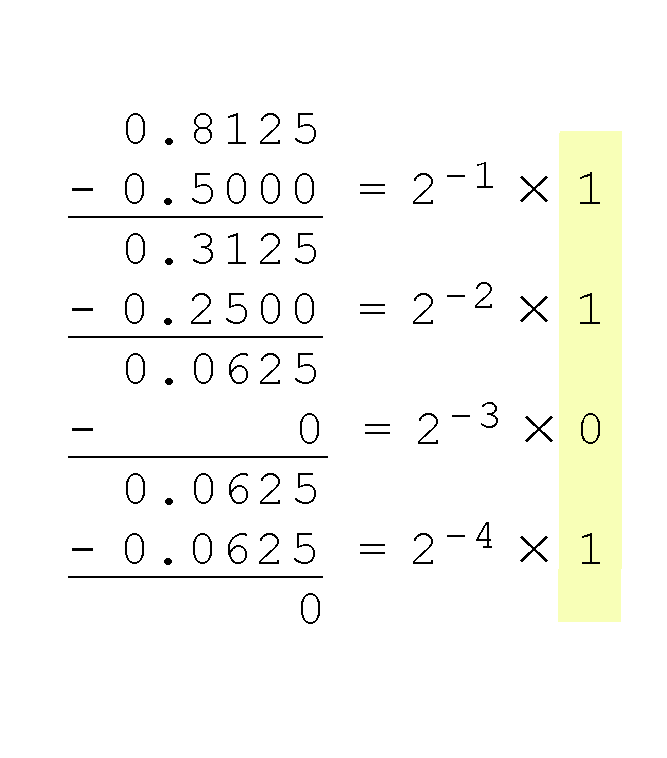 0.8125
- 0.5000 = 2⁻¹ × 1
0.3125
- 0.2500 = 2⁻² × 1
0.0625
- 0 = 2⁻³ × 0
0.0625
- 0.0625 = 2⁻⁴ × 1
0